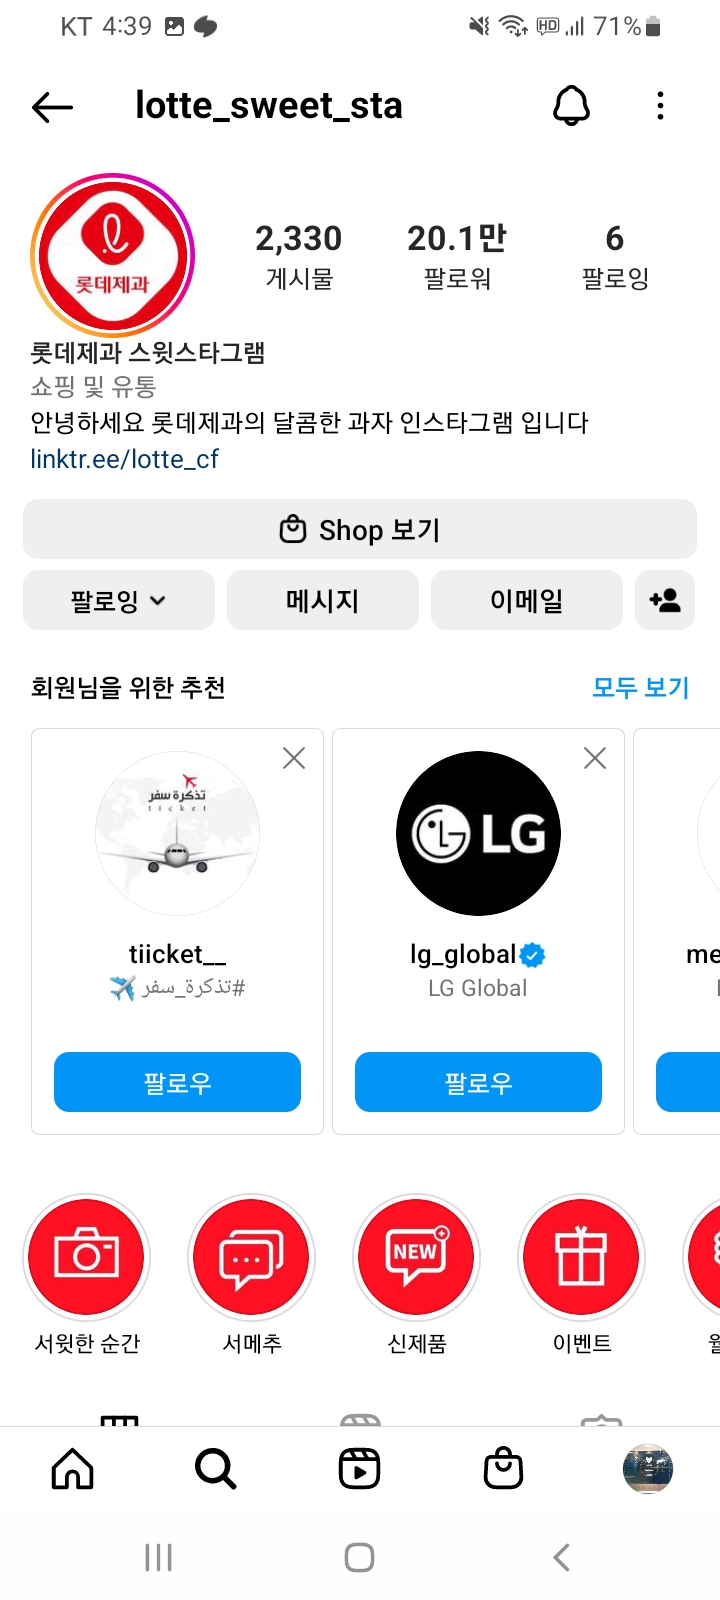 KT 4:39 HD 71%
lotte_sweet_sta
롯데제과
2,330 20.1만 6
게시물 팔로워 팔로잉
롯데제과 스윗스타그램
쇼핑 및 유통
안녕하세요 롯데제과의 달콤한 과자 인스타그램 입니다
linktr.ee/lotte_cf
Shop 보기
팔로잉 메시지 이메일
회원님을 위한 추천 모두 보기
تذكرة سفر
ticket
LG
tiicket__ lg_global me
#تذكرة_سفر ✈️ LG Global
팔로우 팔로우
NEW
서윗한 순간 서메추 신제품 이벤트 월